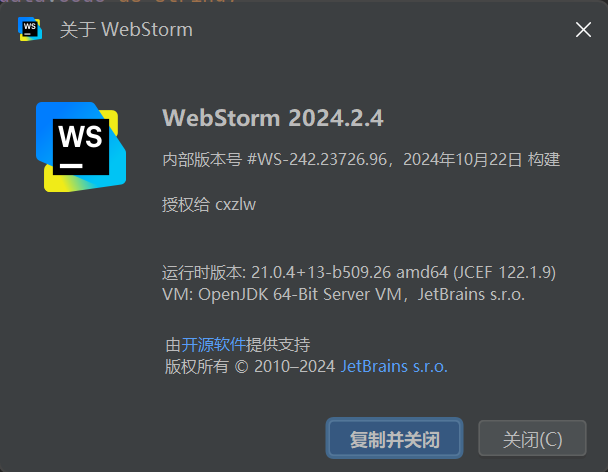 WS
关于 WebStorm
WS
WebStorm 2024.2.4
内部版本号 #WS-242.23726.96，2024年10月22日 构建
授权给 cxzlw
运行时版本: 21.0.4+13-b509.26 amd64 (JCEF 122.1.9)
VM: OpenJDK 64-Bit Server VM，JetBrains s.r.o.
由开源软件提供支持
版权所有 © 2010–2024 JetBrains s.r.o.
复制并关闭
关闭(C)